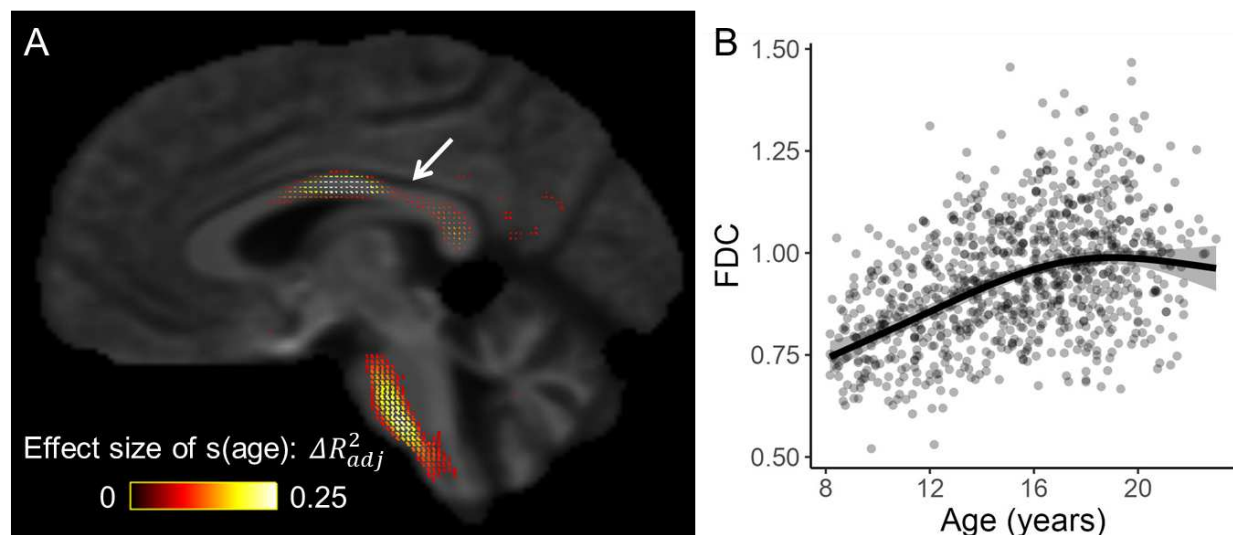 A
Effect size of s(age): ΔR²adj
0 0.25
B
1.50
1.25
1.00
0.75
0.50
FDC
8 12 16 20
Age (years)